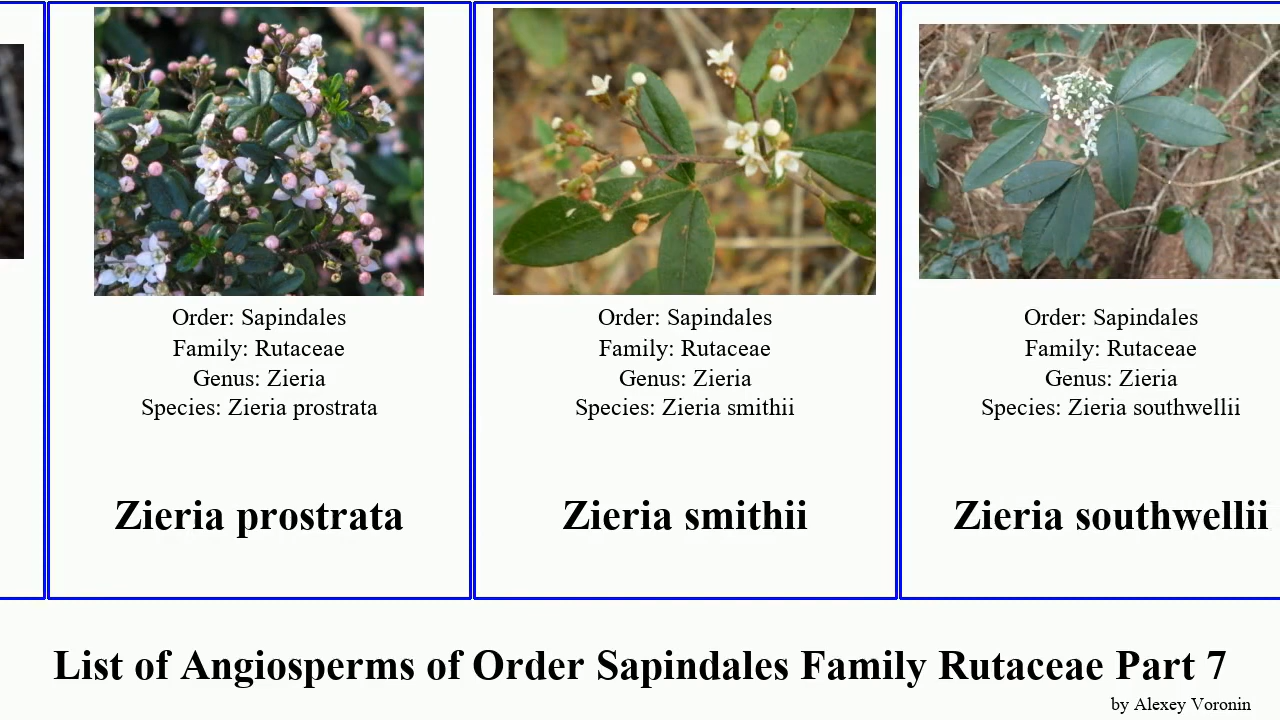 Order: Sapindales
Family: Rutaceae
Genus: Zieria
Species: Zieria prostrata
Zieria prostrata
Order: Sapindales
Family: Rutaceae
Genus: Zieria
Species: Zieria smithii
Zieria smithii
Order: Sapindales
Family: Rutaceae
Genus: Zieria
Species: Zieria southwellii
Zieria southwellii
List of Angiosperms of Order Sapindales Family Rutaceae Part 7
by Alexey Voronin